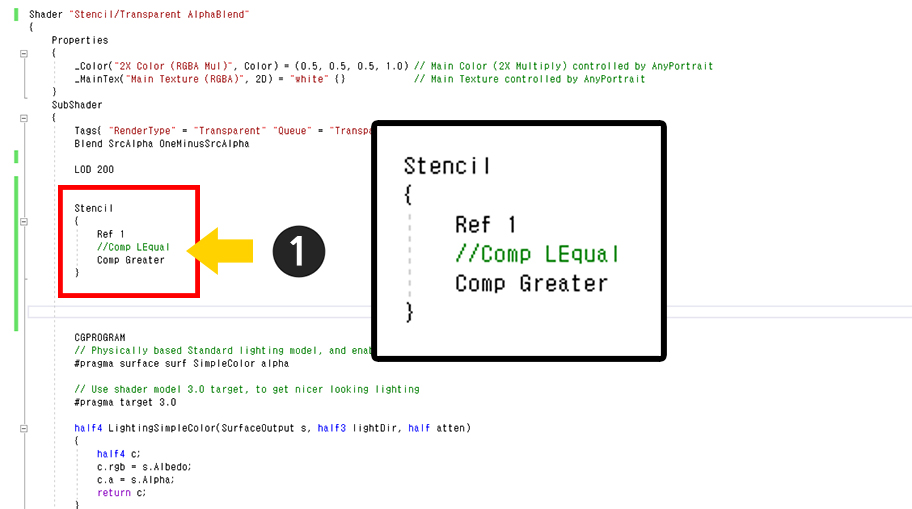 Shader "Stencil/Transparent AlphaBlend"
{
Properties
{
_Color("2X Color (RGBA Mul)", Color) = (0.5, 0.5, 0.5, 1.0) // Main Color (2X Multiply) controlled by AnyPortrait
_MainTex("Main Texture (RGBA)", 2D) = "white" {} // Main Texture controlled by AnyPortrait
}
SubShader
{
Tags{ "RenderType" = "Transparent" "Queue" =
Blend SrcAlpha OneMinusSrcAlpha
LOD 200
Stencil
{
Ref 1
//Comp LEqual
Comp Greater
}
1
Stencil
{
Ref 1
//Comp LEqual
Comp Greater
}
CGPROGRAM
// Physically based Standard lighting model, and
#pragma surface surf SimpleColor alpha
// Use shader model 3.0 target, to get nicer looking lighting
#pragma target 3.0
half4 LightingSimpleColor(SurfaceOutput s, half3 lightDir, half atten)
{
half4 c;
c.rgb = s.Albedo;
c.a = s.Alpha;
return c;
}